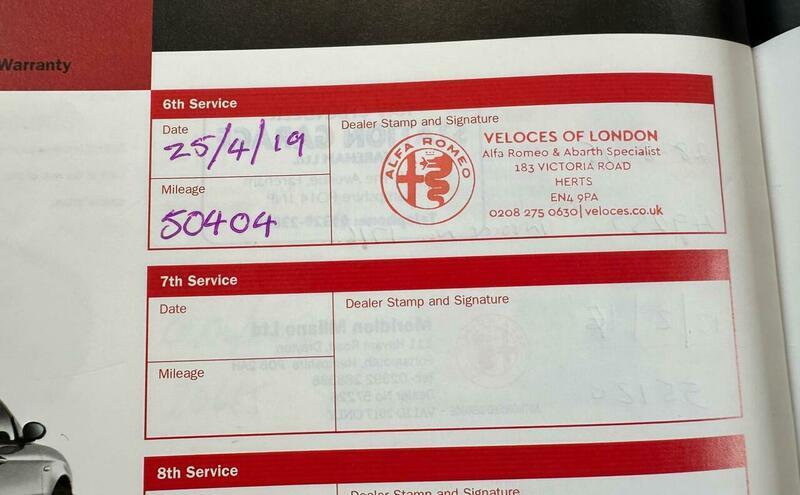 Warranty
6th Service
Date
25/4/19
Mileage
50404
Dealer Stamp and Signature
ALFA ROMEO
VELOCES OF LONDON
Alfa Romeo & Abarth Specialist
183 VICTORIA ROAD
HERTS
EN4 9PA
0208 275 0630 | veloces.co.uk
7th Service
Date
Mileage
Dealer Stamp and Signature
8th Service
Dealer Stamp and Signature